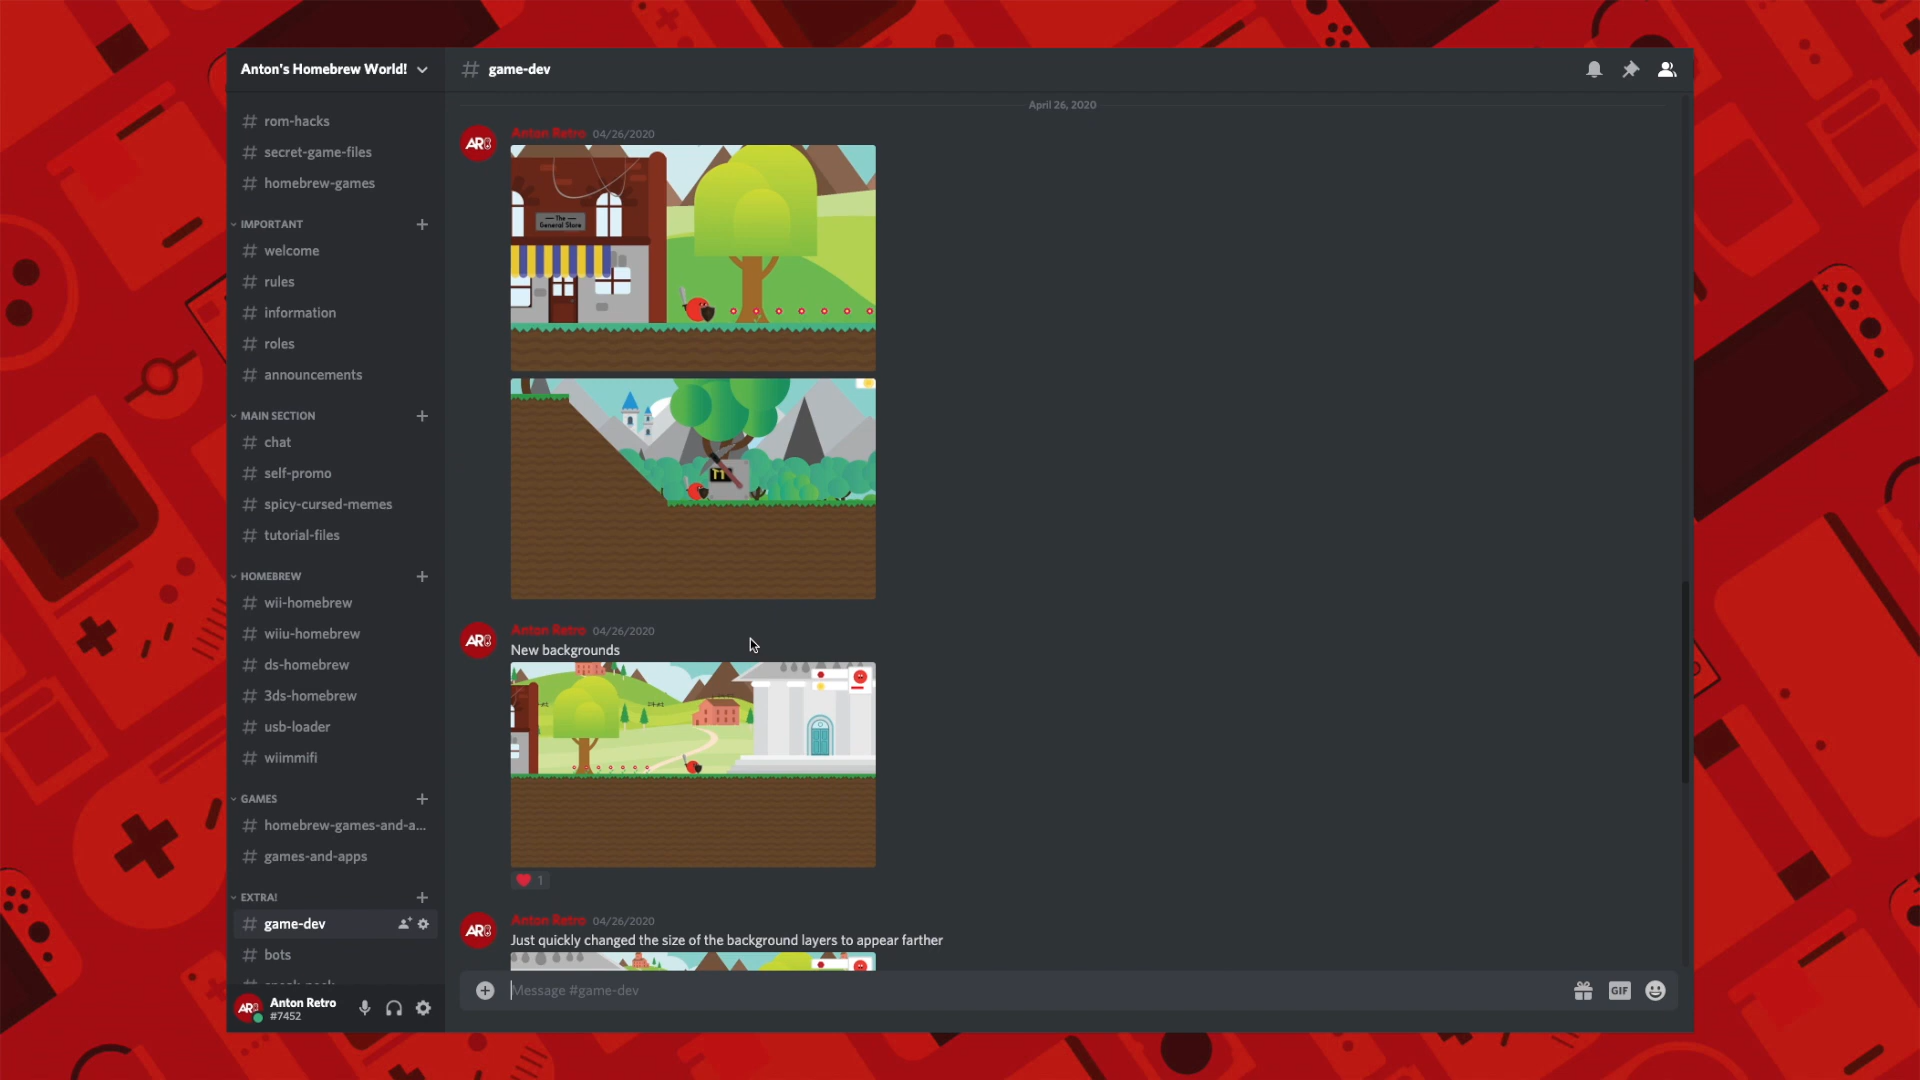 Anton's Homebrew World!
rom-hacks
secret-game-files
homebrew-games
IMPORTANT
welcome
rules
information
roles
announcements
MAIN SECTION
chat
self-promo
spicy-cursed-memes
tutorial-files
HOMEBREW
wii-homebrew
wiiu-homebrew
ds-homebrew
3ds-homebrew
usb-loader
wiimmifi
GAMES
homebrew-games-and-a...
games-and-apps
EXTRA!
game-dev
bots
Anton Retro
#7452
game-dev
April 26, 2020
Anton Retro 04/26/2020
The
General Store
Anton Retro 04/26/2020
New backgrounds
1
Anton Retro 04/26/2020
Just quickly changed the size of the background layers to appear farther
Message #game-dev
GIF